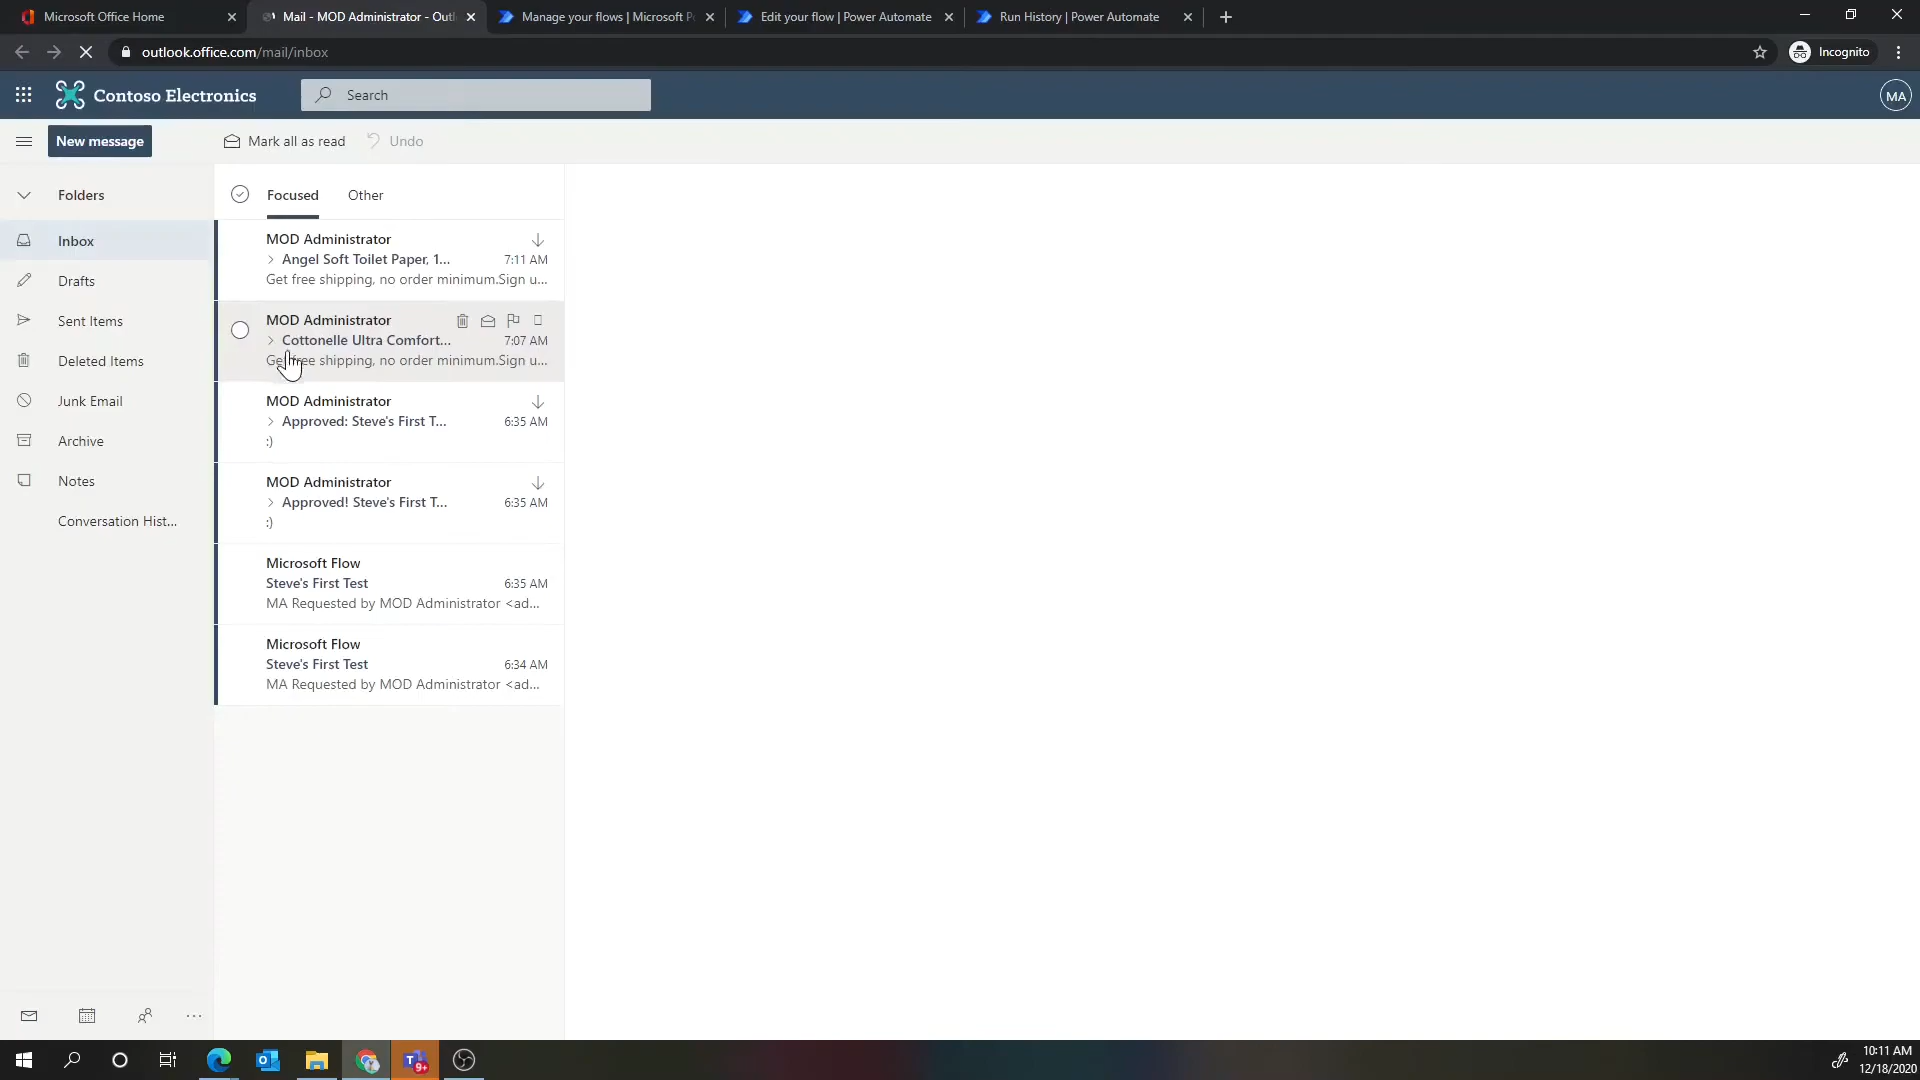 Microsoft Office Home
Mail - MOD Administrator - Outl
Manage your flows | Microsoft P
Edit your flow | Power Automate
Run History | Power Automate
outlook.office.com/mail/inbox
Incognito
Contoso Electronics
Search
MA
New message
Mark all as read
Undo
Folders
Focused
Other
Inbox
Drafts
Sent Items
Deleted Items
Junk Email
Archive
Notes
Conversation Hist...
MOD Administrator
Angel Soft Toilet Paper, 1...
7:11 AM
Get free shipping, no order minimum.Sign u...
MOD Administrator
Cottonelle Ultra Comfort...
7:07 AM
Get free shipping, no order minimum.Sign u...
MOD Administrator
Approved: Steve's First T...
6:35 AM
:)
MOD Administrator
Approved! Steve's First T...
6:35 AM
:)
Microsoft Flow
Steve's First Test
6:35 AM
MA Requested by MOD Administrator <ad...
Microsoft Flow
Steve's First Test
6:34 AM
MA Requested by MOD Administrator <ad...
9+
10:11 AM
12/18/2020